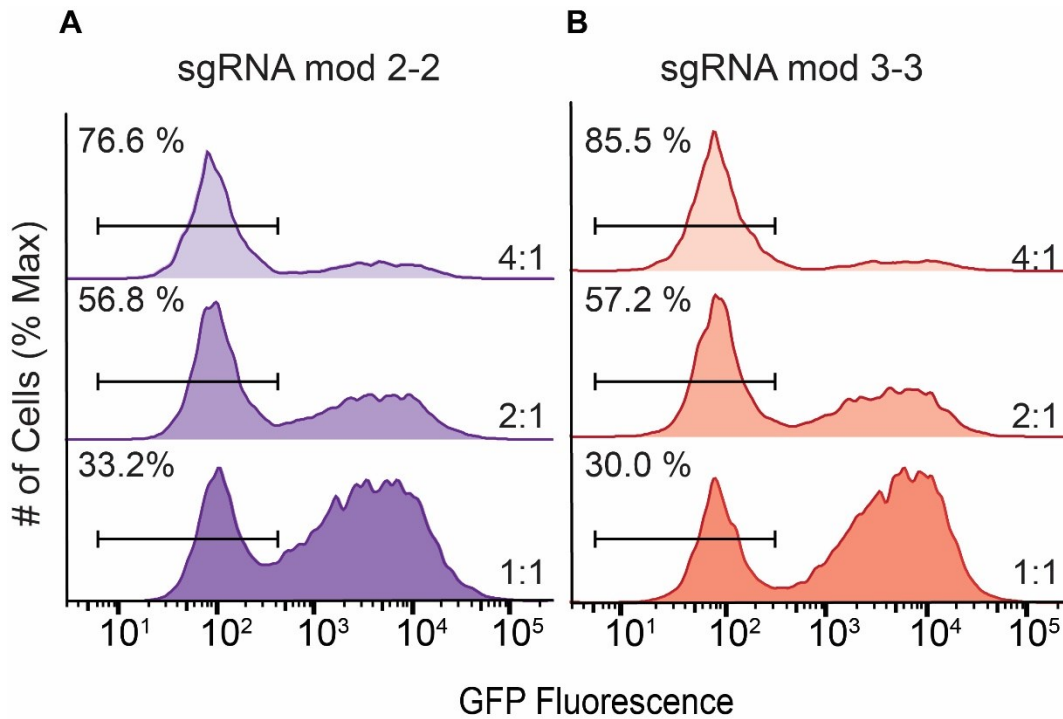 A
sgRNA mod 2-2
76.6 %
4:1
56.8 %
2:1
33.2%
1:1
10¹ 10² 10³ 10⁴ 10⁵
B
sgRNA mod 3-3
85.5 %
4:1
57.2 %
2:1
30.0 %
1:1
10¹ 10² 10³ 10⁴ 10⁵
# of Cells (% Max)
GFP Fluorescence